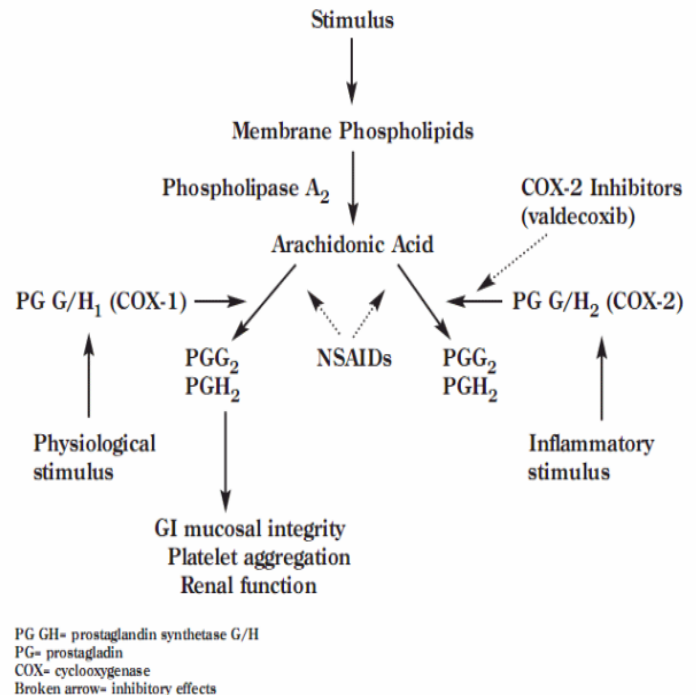 Stimulus
Membrane Phospholipids
Phospholipase A₂
COX-2 Inhibitors
(valdecoxib)
Arachidonic Acid
PG G/H₁ (COX-1)
PG G/H₂ (COX-2)
PGG₂
PGH₂
NSAIDs
PGG₂
PGH₂
Physiological
stimulus
Inflammatory
stimulus
GI mucosal integrity
Platelet aggregation
Renal function
PG GH= prostaglandin synthetase G/H
PG= prostagladin
COX= cyclooxygenase
Broken arrow= inhibitory effects